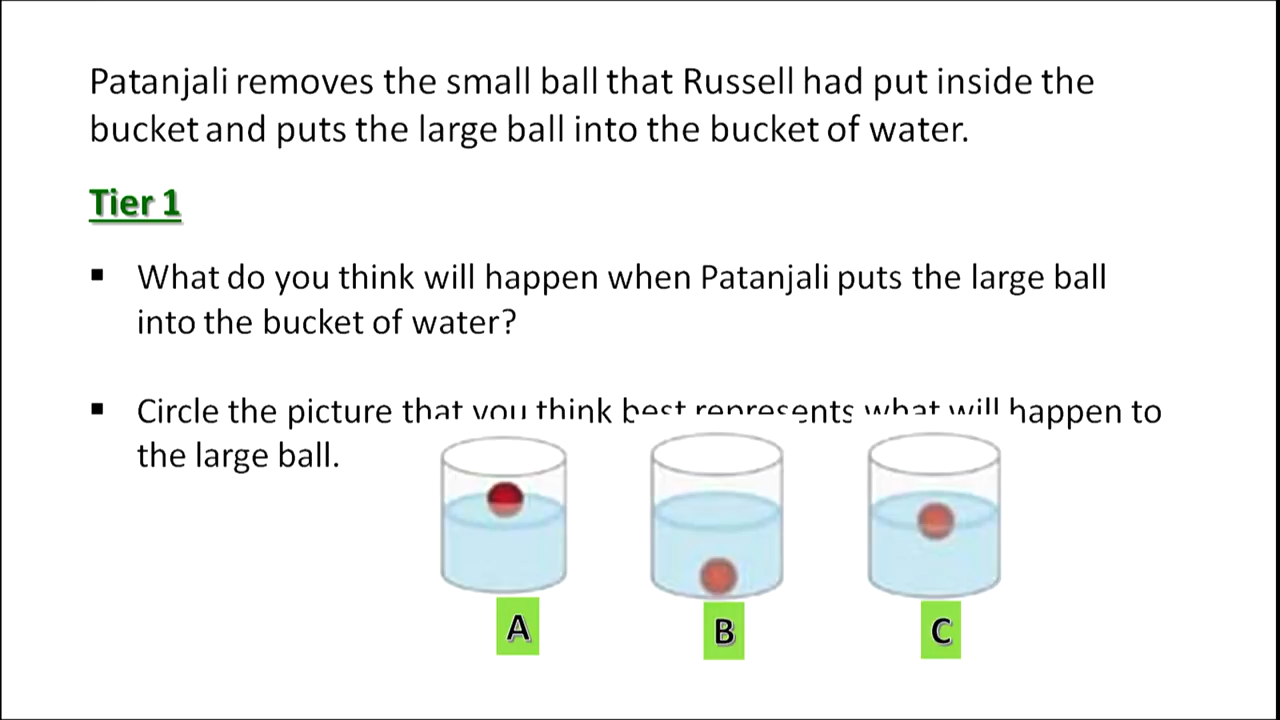 Patanjali removes the small ball that Russell had put inside the
bucket and puts the large ball into the bucket of water.
Tier 1
▪ What do you think will happen when Patanjali puts the large ball
into the bucket of water?
▪ Circle the picture that you think best represents what will happen to
the large ball.
A B C